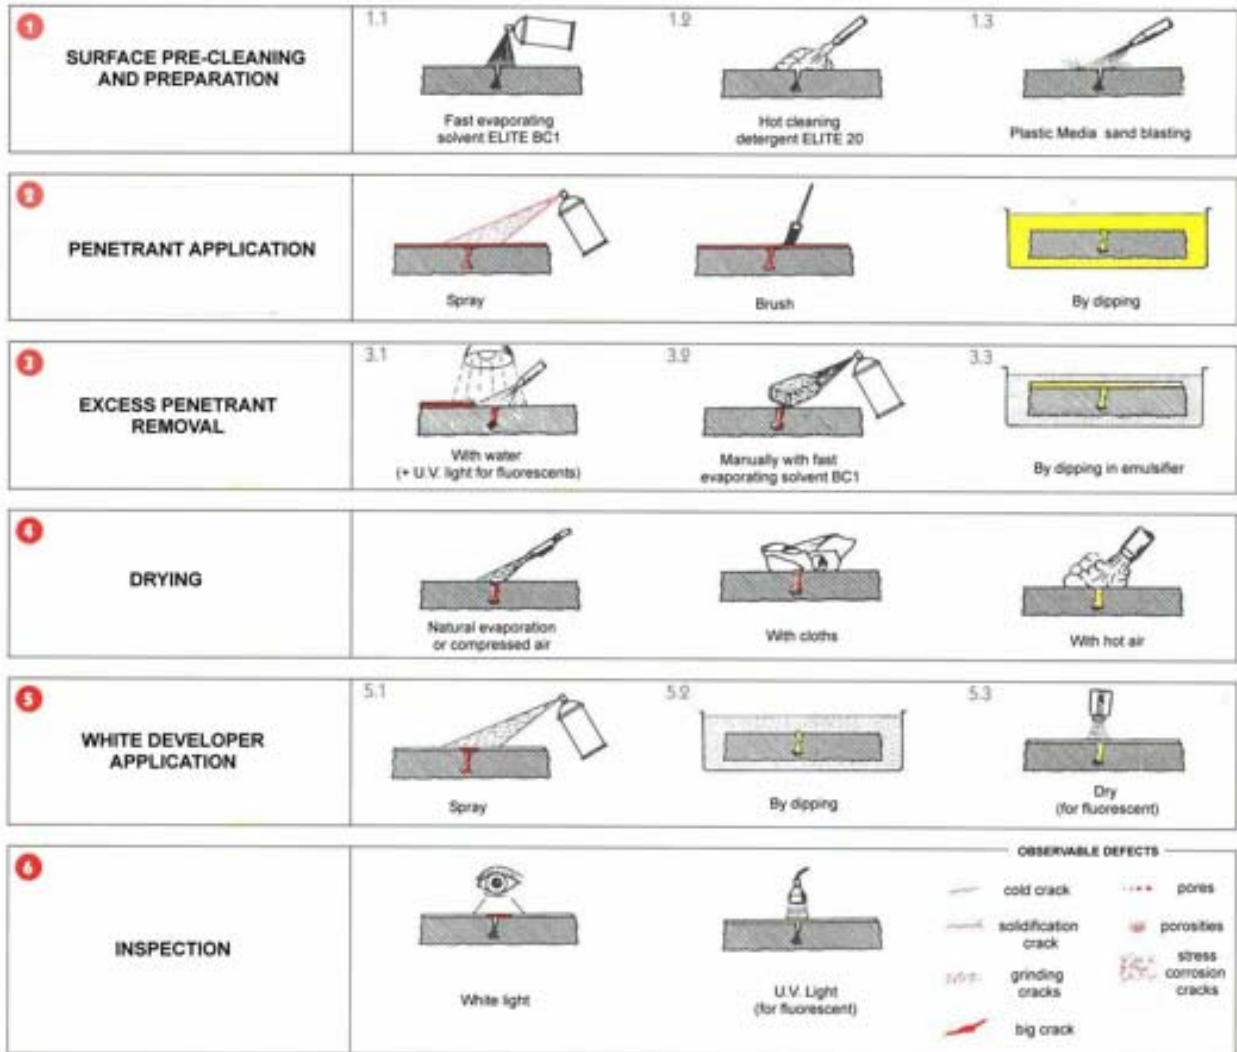 1
SURFACE PRE-CLEANING
AND PREPARATION
1.1
Fast evaporating
solvent ELITE BC1
1.2
Hot cleaning
detergent ELITE 20
1.3
Plastic Media sand blasting
2
PENETRANT APPLICATION
Spray
Brush
By dipping
3
EXCESS PENETRANT
REMOVAL
3.1
With water
(+ U.V. light for fluorescents)
3.2
Manually with fast
evaporating solvent BC1
3.3
By dipping in emulsifier
4
DRYING
Natural evaporation
or compressed air
With cloths
With hot air
5
WHITE DEVELOPER
APPLICATION
5.1
Spray
5.2
By dipping
5.3
Dry
(for fluorescent)
6
INSPECTION
White light
U.V. Light
(for fluorescent)
OBSERVABLE DEFECTS
cold crack
solidification
crack
grinding
cracks
big crack
pores
porosities
stress
corrosion
cracks